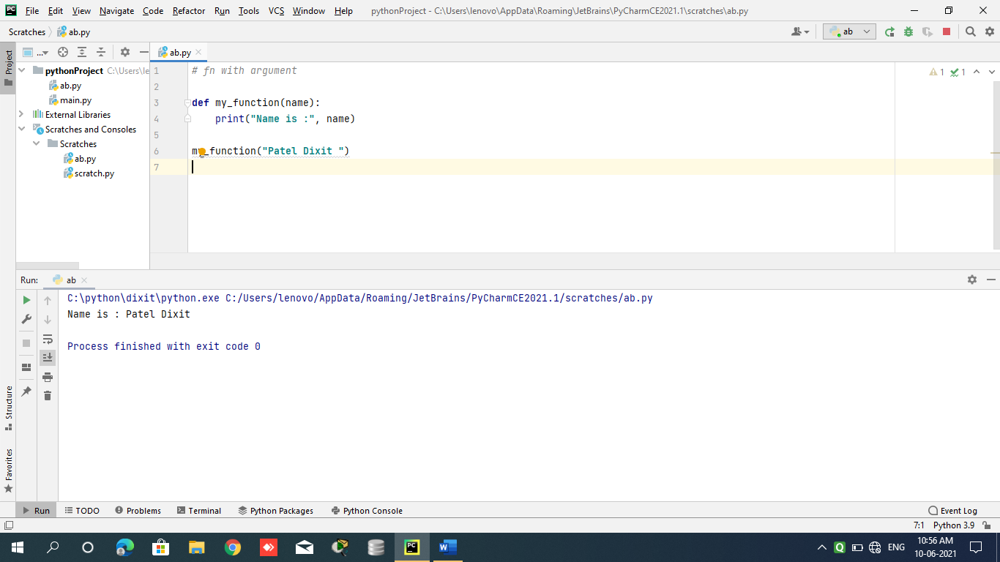 PC File Edit View Navigate Code Refactor Run Tools VCS Window Help pythonProject - C:\Users\lenovo\AppData\Roaming\JetBrains\PyCharmCE2021.1\scratches\ab.py
Scratches ab.py ab
Project
... ab.py
pythonProject C:\Users\le
ab.py
main.py
External Libraries
Scratches and Consoles
Scratches
ab.py
scratch.py
1 # fn with argument
2
3 def my_function(name):
4 print("Name is :", name)
5
6 my_function("Patel Dixit ")
7
1 1
Run: ab
C:\python\dixit\python.exe C:/Users/lenovo/AppData/Roaming/JetBrains/PyCharmCE2021.1/scratches/ab.py
Name is : Patel Dixit
Process finished with exit code 0
Structure
Favorites
Run TODO Problems Terminal Python Packages Python Console Event Log
7:1 Python 3.9
PC W Q ENG 10:56 AM
10-06-2021